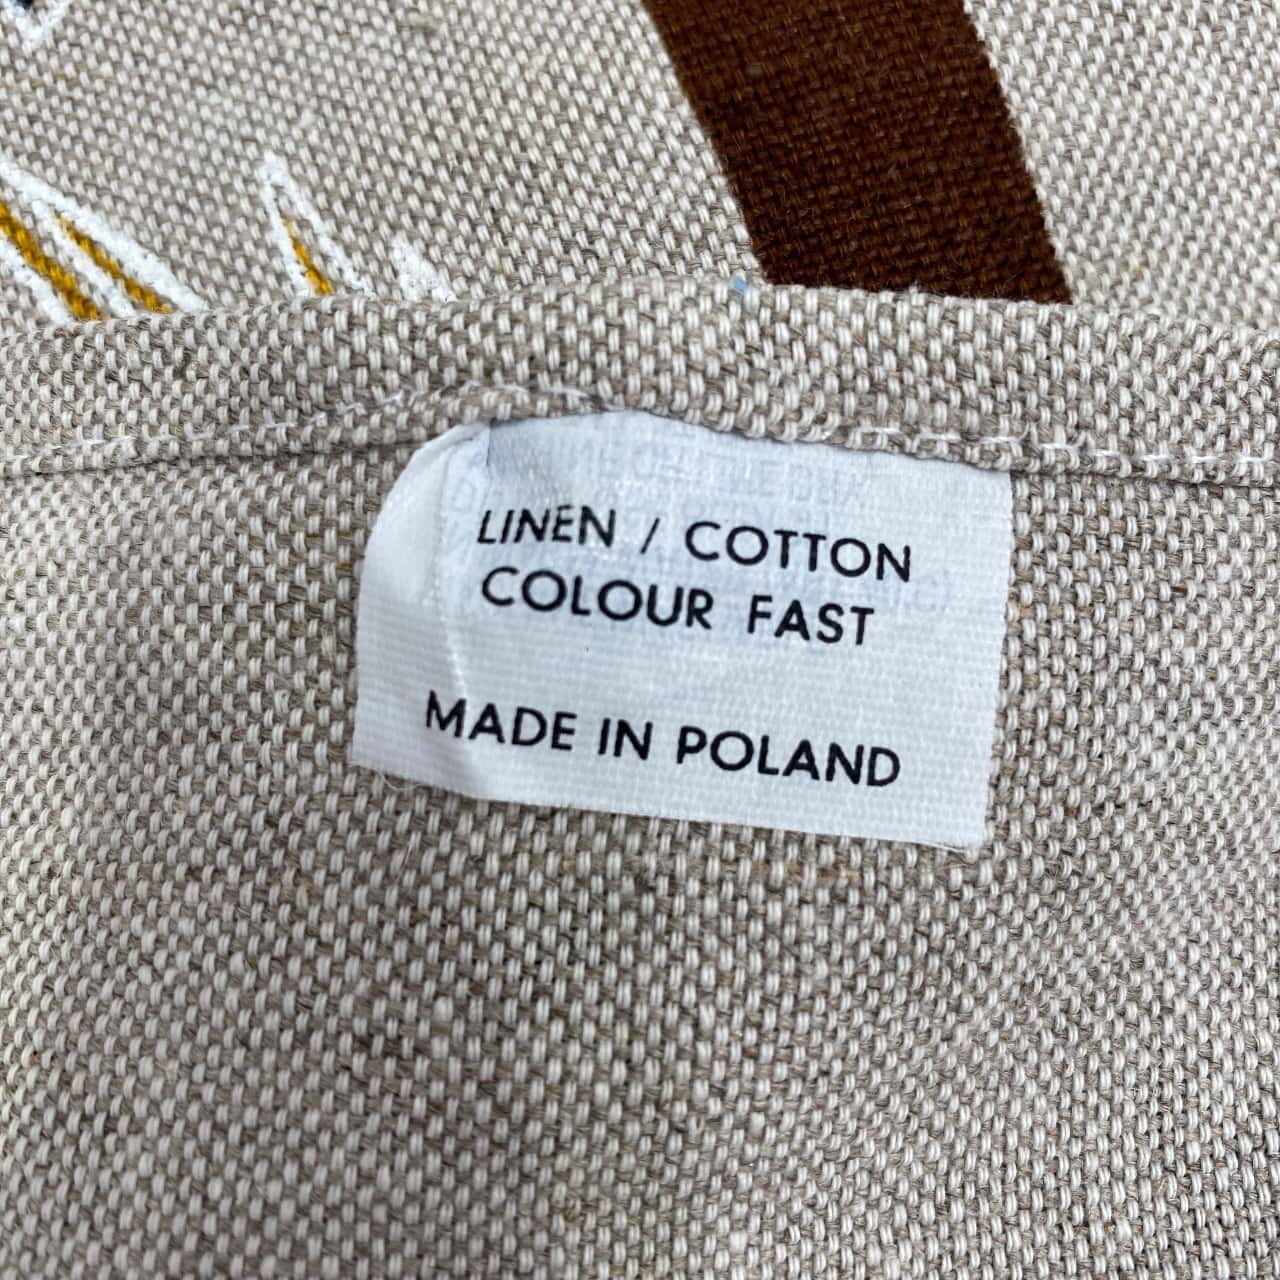 LINEN / COTTON
COLOUR FAST
MADE IN POLAND